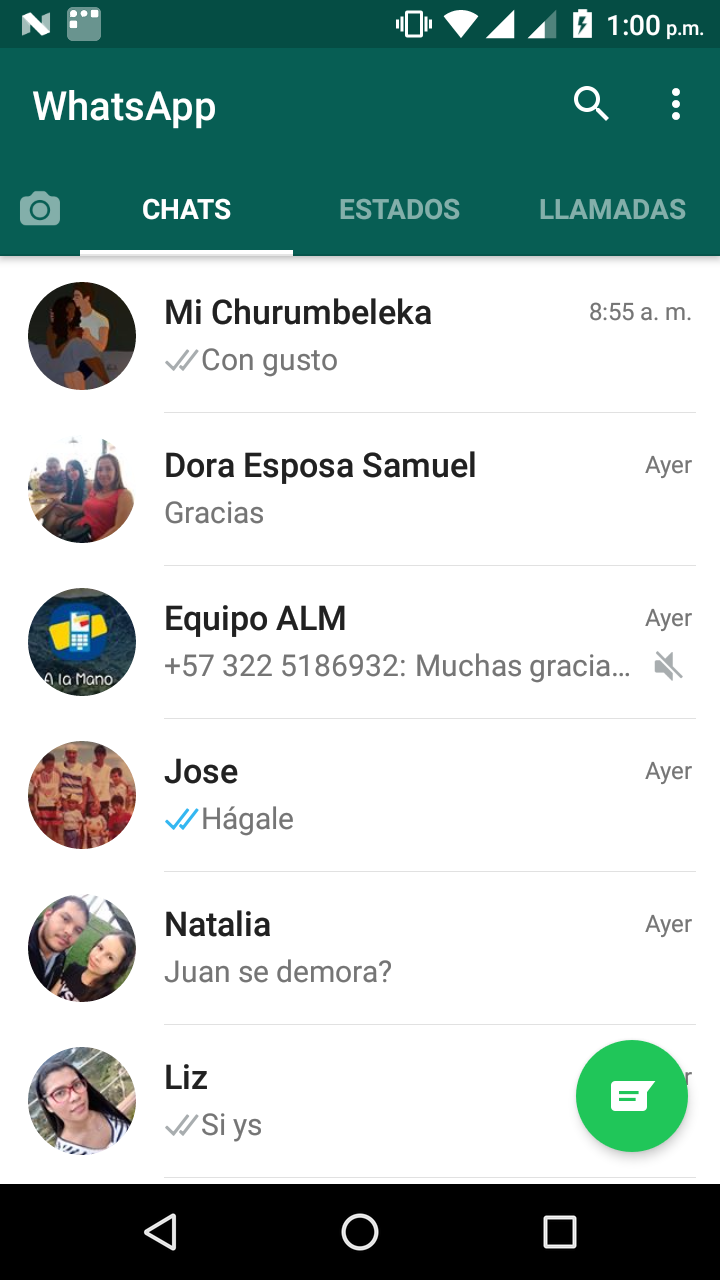 1:00 p.m.
WhatsApp
CHATS
ESTADOS
LLAMADAS
Mi Churumbeleka
8:55 a. m.
Con gusto
Dora Esposa Samuel
Ayer
Gracias
A la Mano
Equipo ALM
Ayer
+57 322 5186932: Muchas gracia...
Jose
Ayer
Hágale
Natalia
Ayer
Juan se demora?
Liz
Si ys